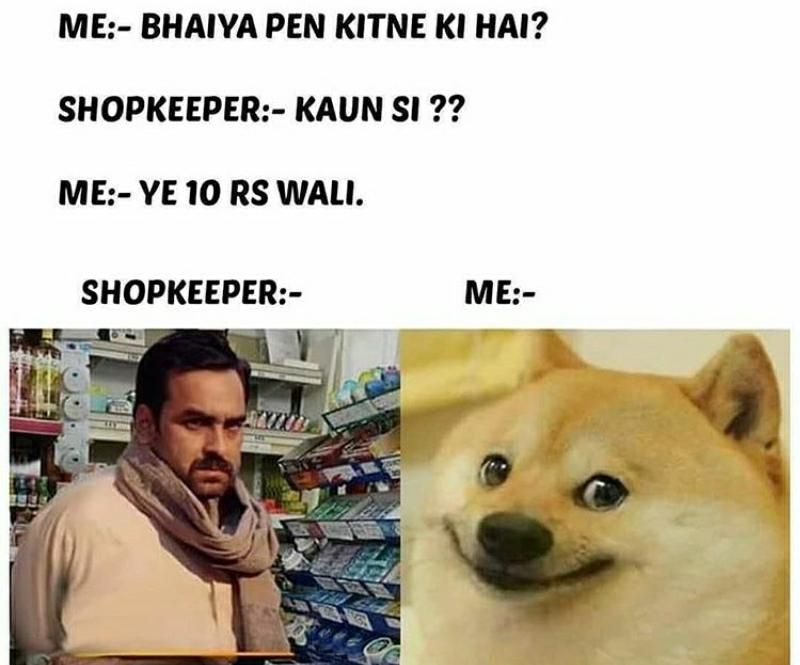 ME:- BHAIYA PEN KITNE KI HAI?
SHOPKEEPER:- KAUN SI ??
ME:- YE 10 RS WALI.
SHOPKEEPER:- ME:-